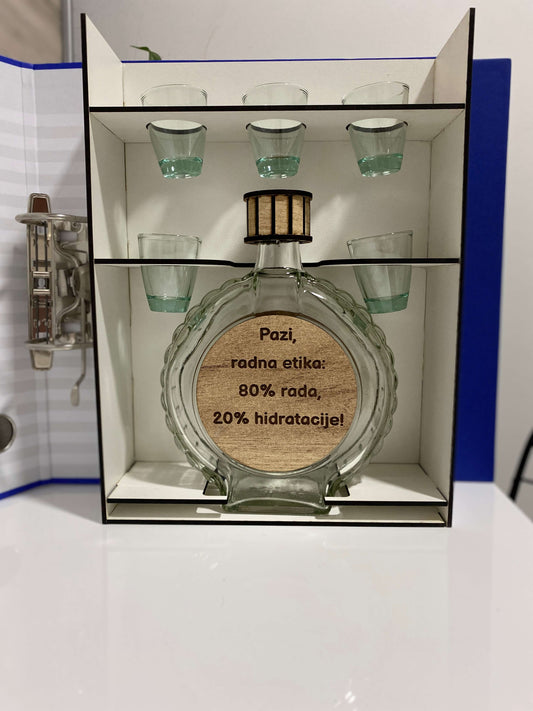 Pazi,
radna etika:
80% rada,
20% hidratacije!